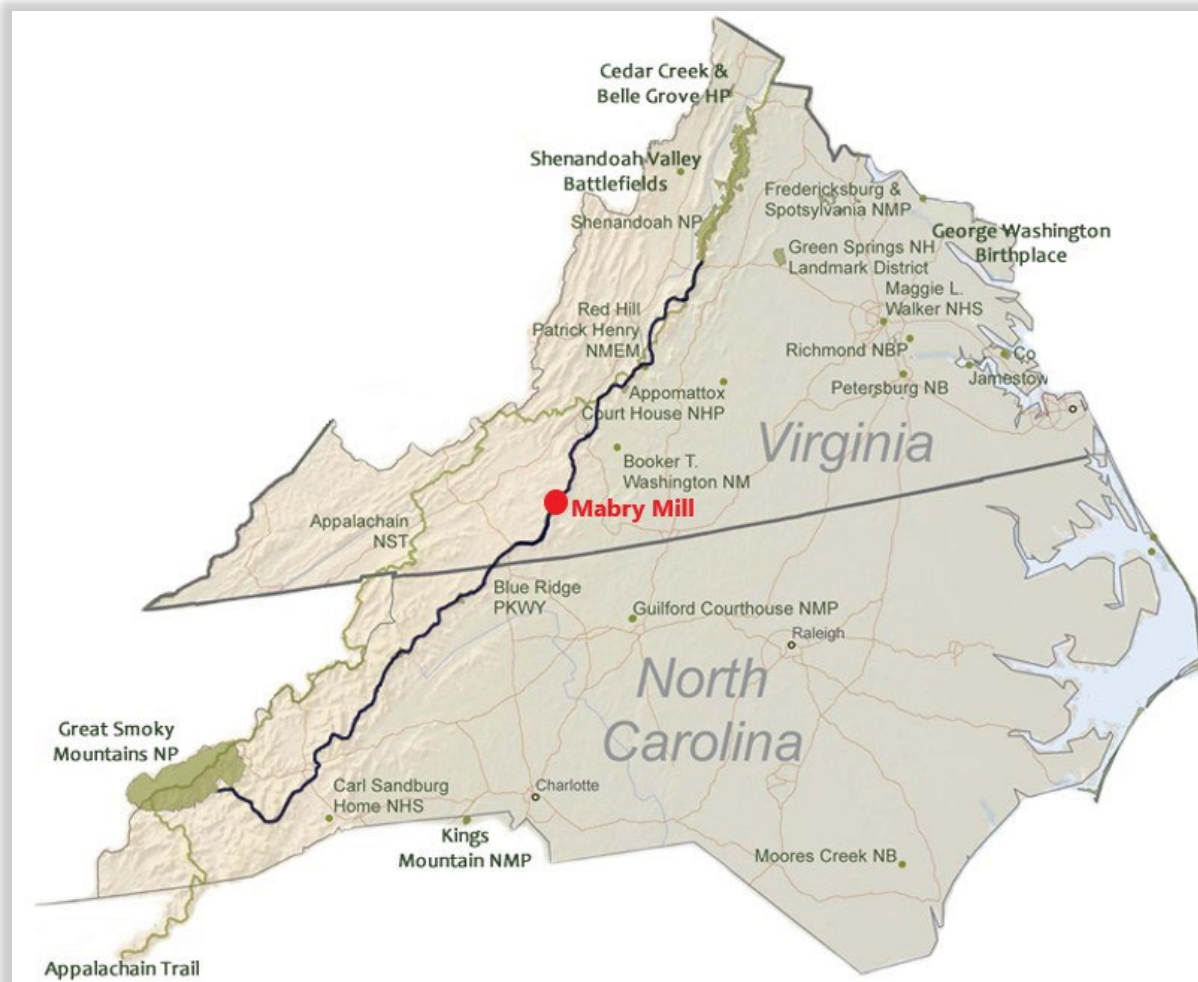 Cedar Creek &
Belle Grove HP
Shenandoah Valley
Battlefields
Shenandoah NP
Fredericksburg &
Spotsylvania NMP
George Washington
Birthplace
Green Springs NH
Landmark District
Maggie L.
Walker NHS
Red Hill
Patrick Henry
NMEM
Richmond NBP
Co
Jamestow
Petersburg NB
Appomattox
Court House NHP
Virginia
Booker T.
Washington NM
Mabry Mill
Appalachain
NST
Blue Ridge
PKWY
Guilford Courthouse NMP
Raleigh
North
Carolina
Great Smoky
Mountains NP
Carl Sandburg
Home NHS
Charlotte
Kings
Mountain NMP
Moores Creek NB
Appalachain Trail